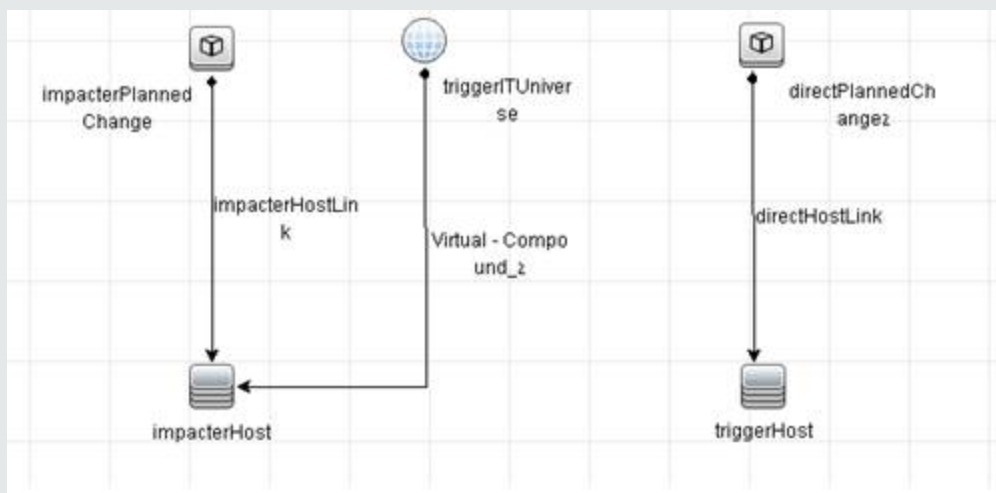 impacterPlanned
Change
triggerITUniver
se
directPlannedCh
ange2
impacterHostLin
k
directHostLink
Virtual - Compo
und_2
impacterHost
triggerHost